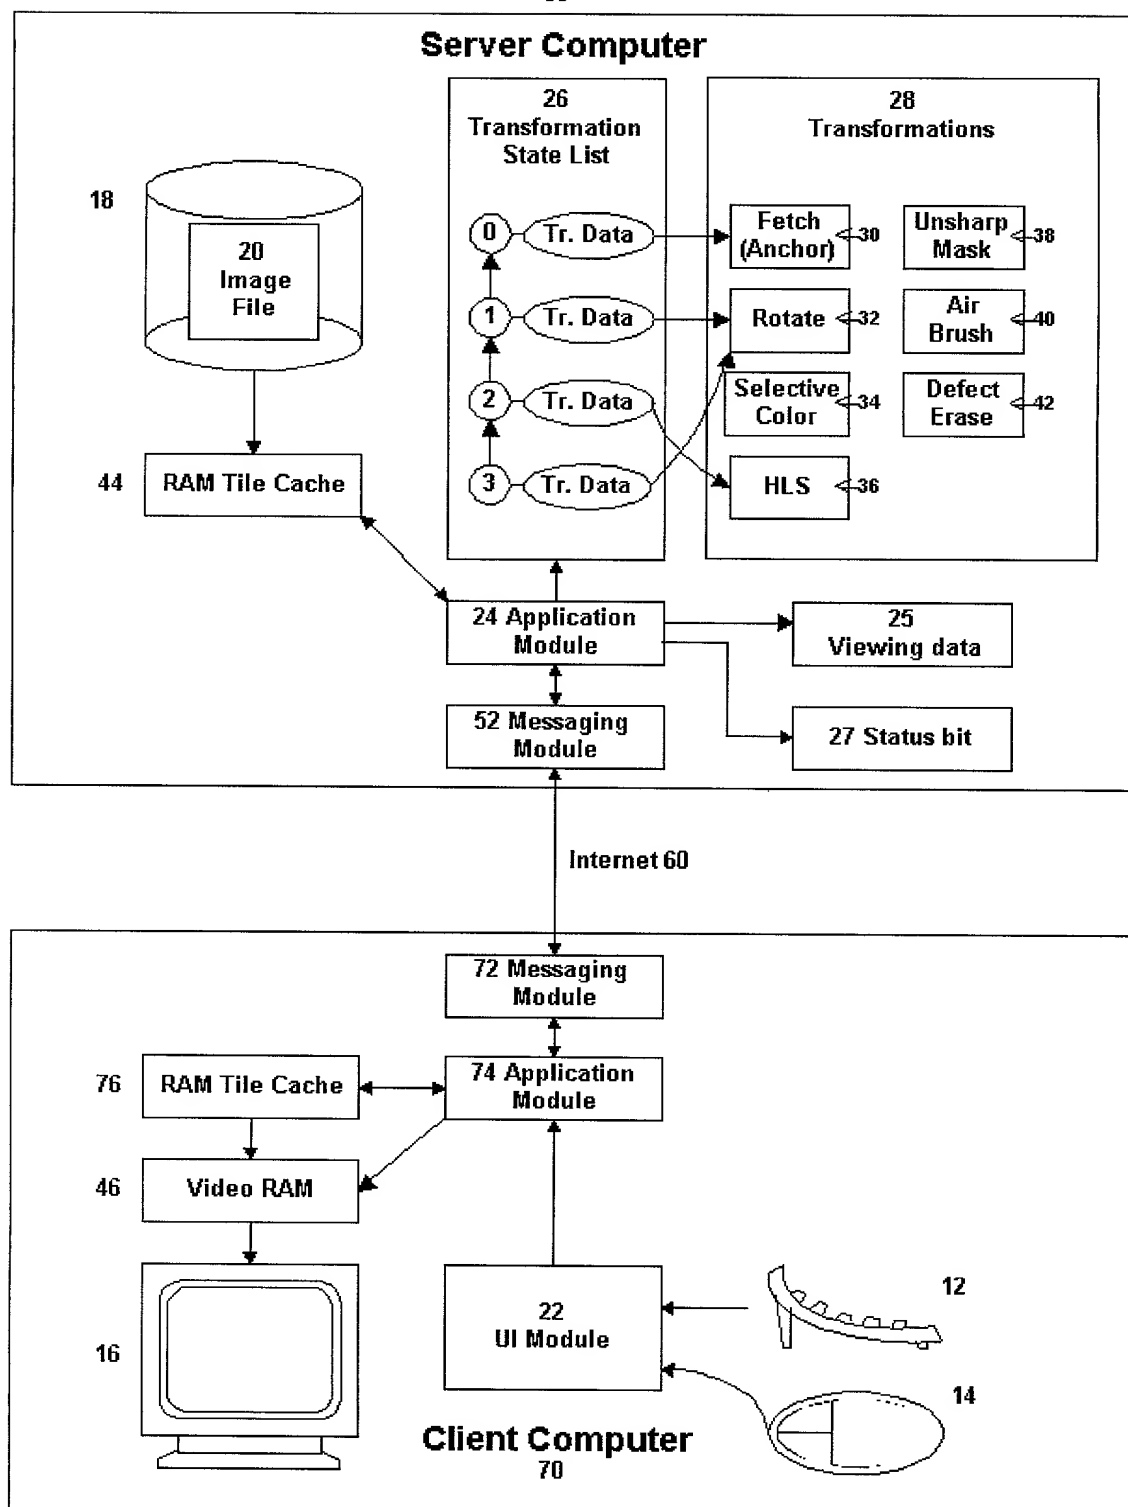 Server Computer
26
Transformation
State List
28
Transformations
18
20
Image
File
0
Tr. Data
1
Tr. Data
2
Tr. Data
3
Tr. Data
Fetch
(Anchor)
30
Unsharp
Mask
38
Rotate
32
Air
Brush
40
Selective
Color
34
Defect
Erase
42
HLS
36
44
RAM Tile Cache
24 Application
Module
25
Viewing data
52 Messaging
Module
27 Status bit
Internet 60
72 Messaging
Module
76
RAM Tile Cache
74 Application
Module
46
Video RAM
16
22
UI Module
12
14
Client Computer
70